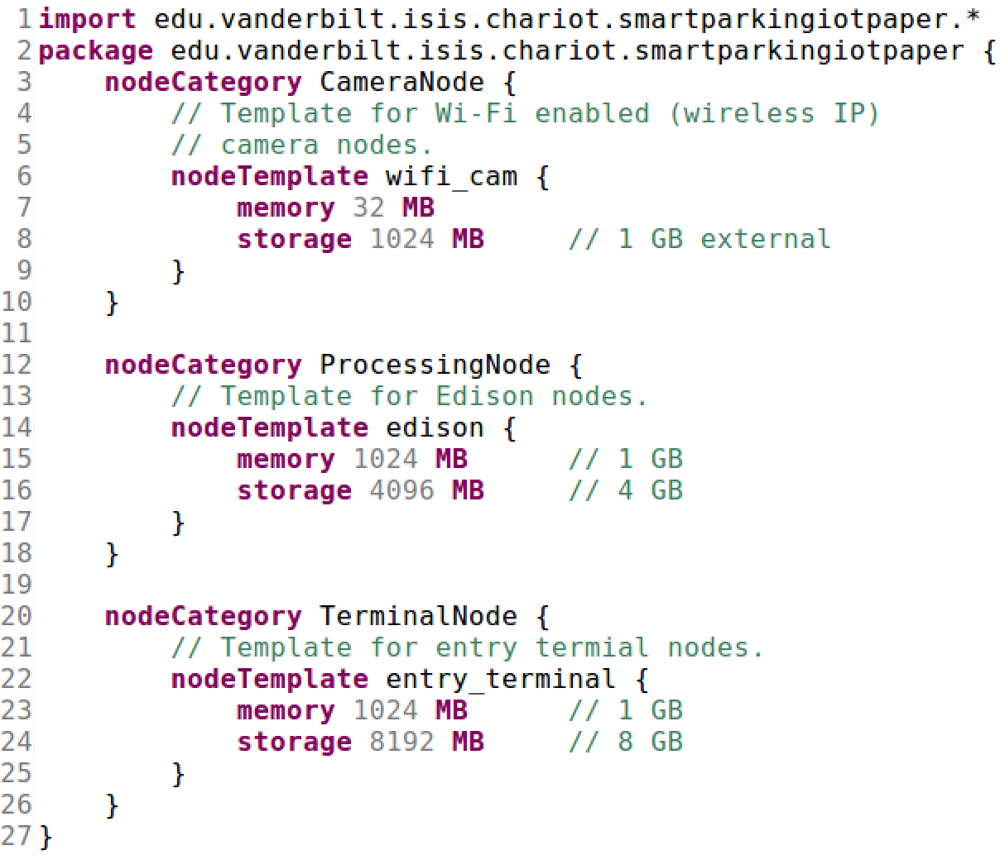 1 import edu.vanderbilt.isis.chariot.smartparkingiotpaper.*
2 package edu.vanderbilt.isis.chariot.smartparkingiotpaper {
3     nodeCategory CameraNode {
4         // Template for Wi-Fi enabled (wireless IP)
5         // camera nodes.
6         nodeTemplate wifi_cam {
7             memory 32 MB
8             storage 1024 MB     // 1 GB external
9         }
10     }
11
12     nodeCategory ProcessingNode {
13         // Template for Edison nodes.
14         nodeTemplate edison {
15             memory 1024 MB      // 1 GB
16             storage 4096 MB     // 4 GB
17         }
18     }
19
20     nodeCategory TerminalNode {
21         // Template for entry termial nodes.
22         nodeTemplate entry_terminal {
23             memory 1024 MB      // 1 GB
24             storage 8192 MB     // 8 GB
25         }
26     }
27 }